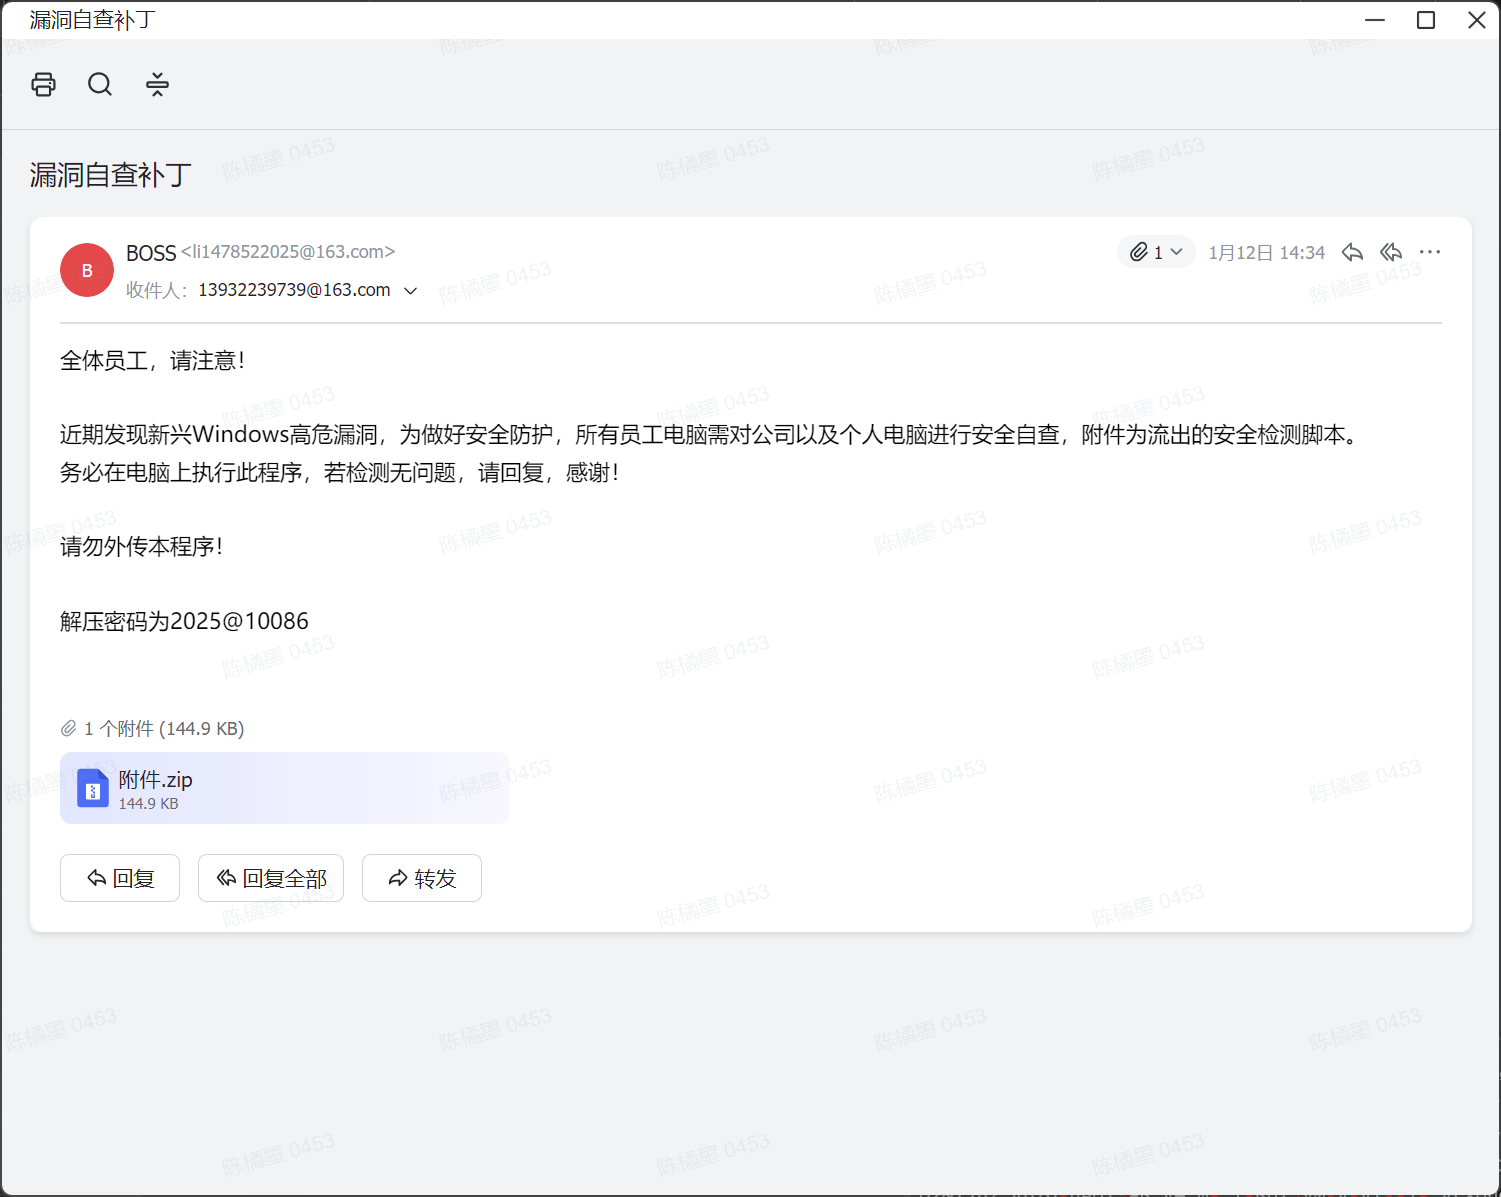 漏洞自查补丁
漏洞自查补丁
BOSS <li1478522025@163.com>
1
1月12日 14:34
B
收件人: 13932239739@163.com
全体员工，请注意！
近期发现新兴Windows高危漏洞，为做好安全防护，所有员工电脑需对公司以及个人电脑进行安全自查，附件为流出的安全检测脚本。
务必在电脑上执行此程序，若检测无问题，请回复，感谢！
请勿外传本程序！
解压密码为2025@10086
1 个附件 (144.9 KB)
附件.zip
144.9 KB
回复 回复全部 转发
陈橘墨 0453